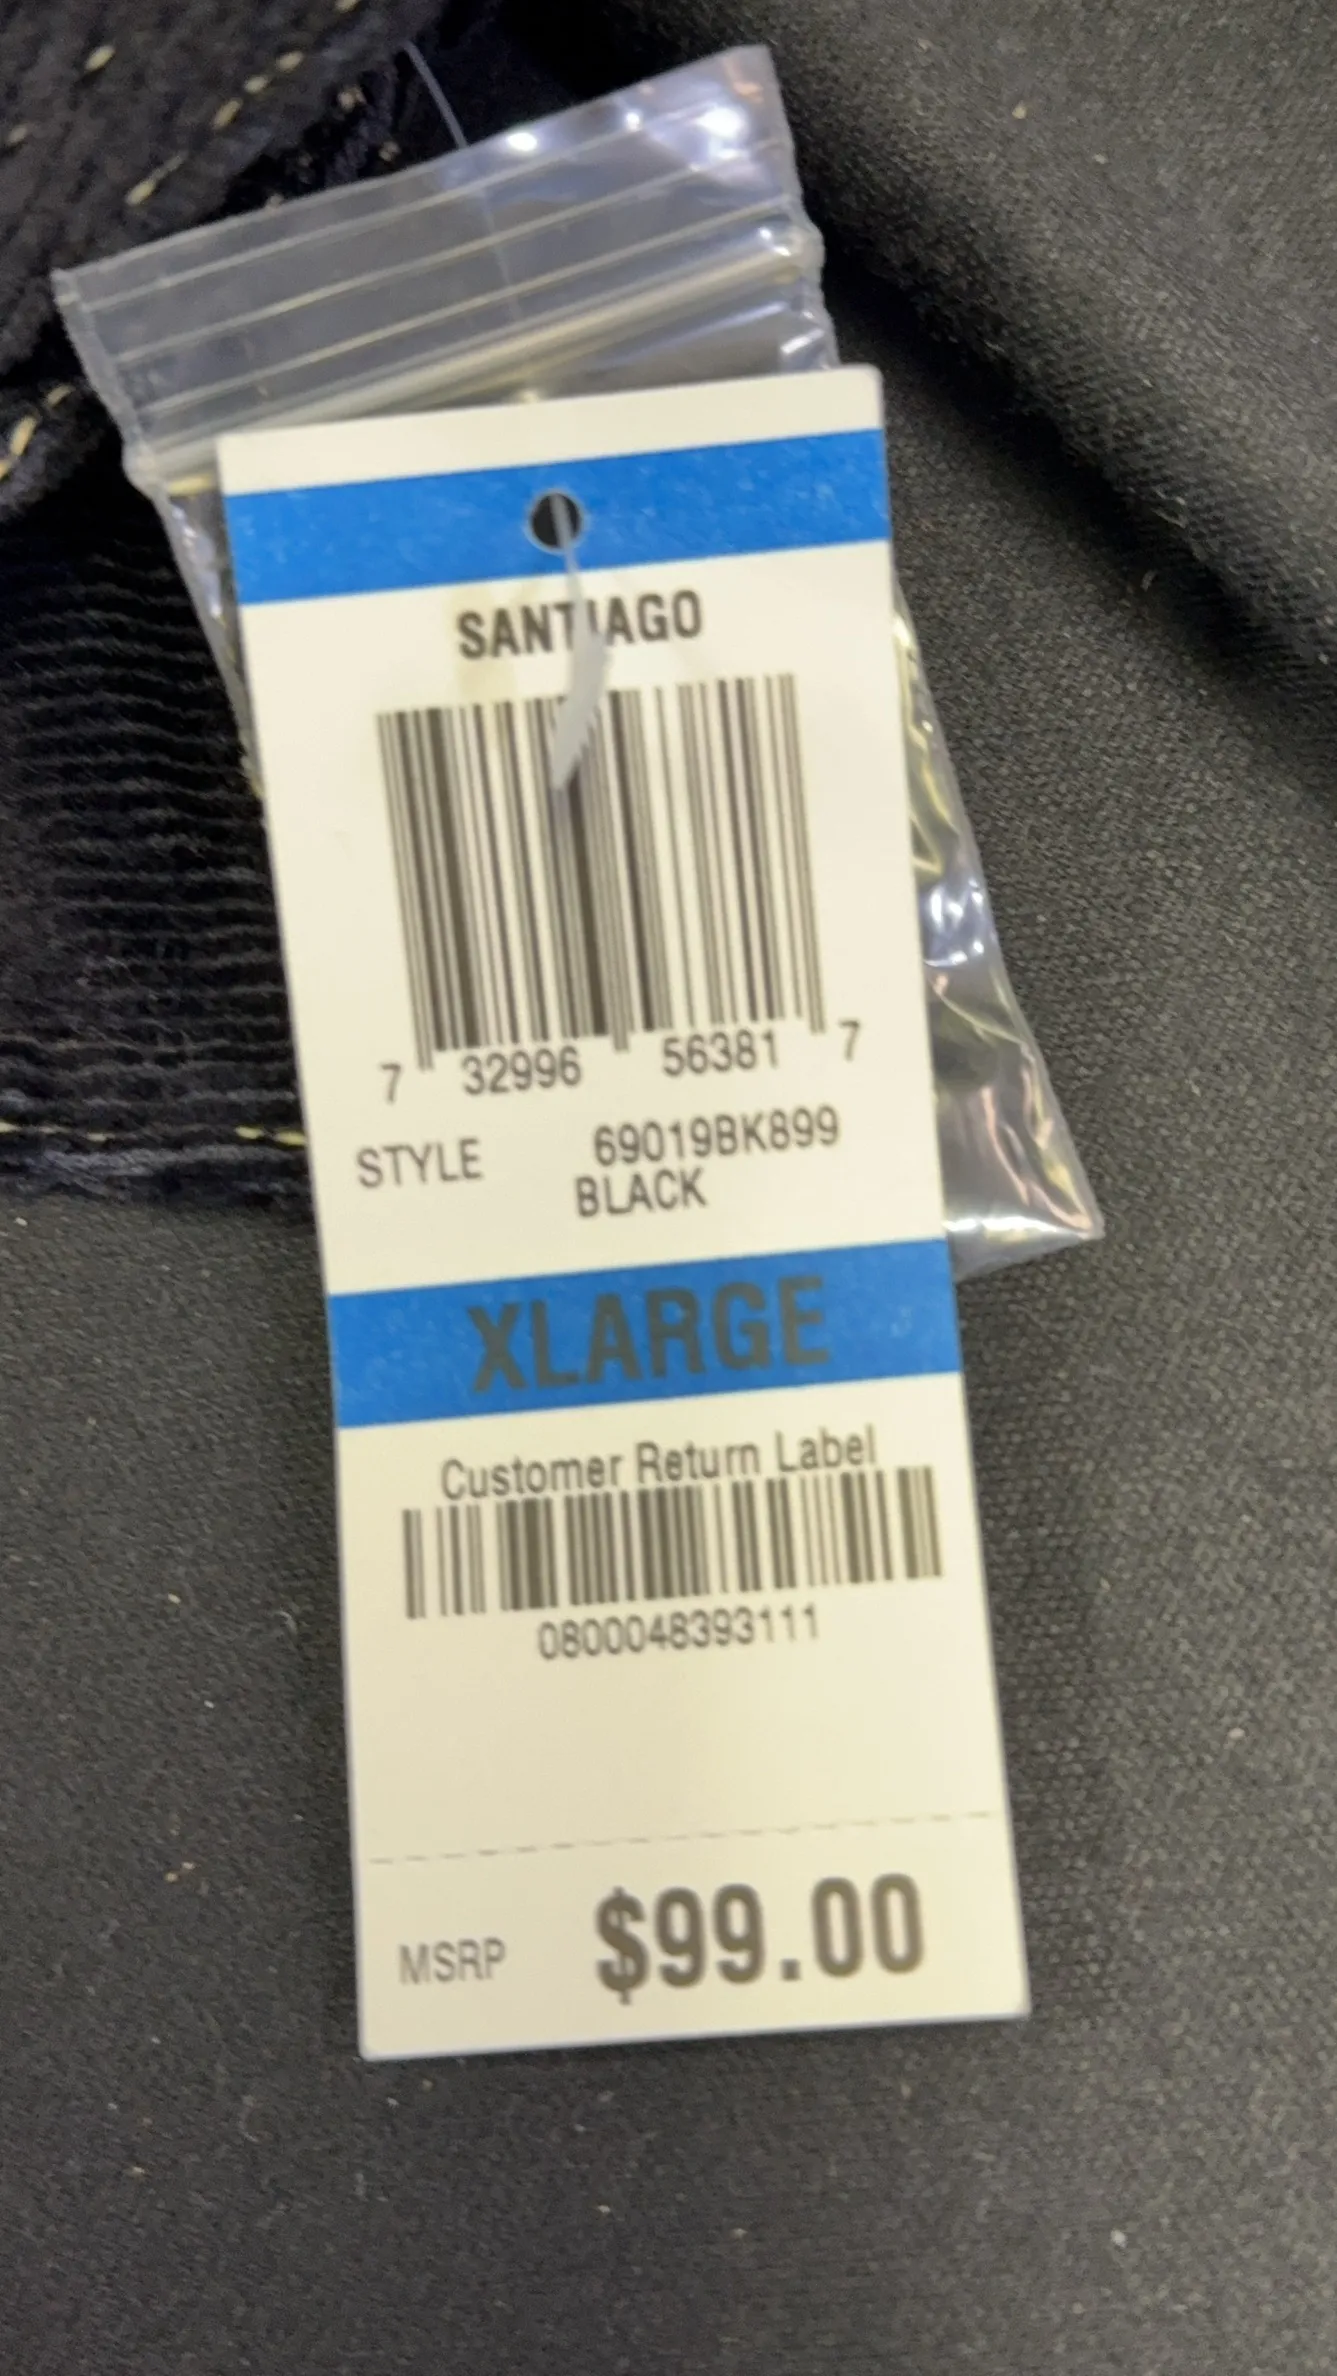 SANTIAGO
7 32996 56381 7
STYLE 69019BK899
BLACK
XLARGE
Customer Return Label
0800048393111
MSRP $99.00